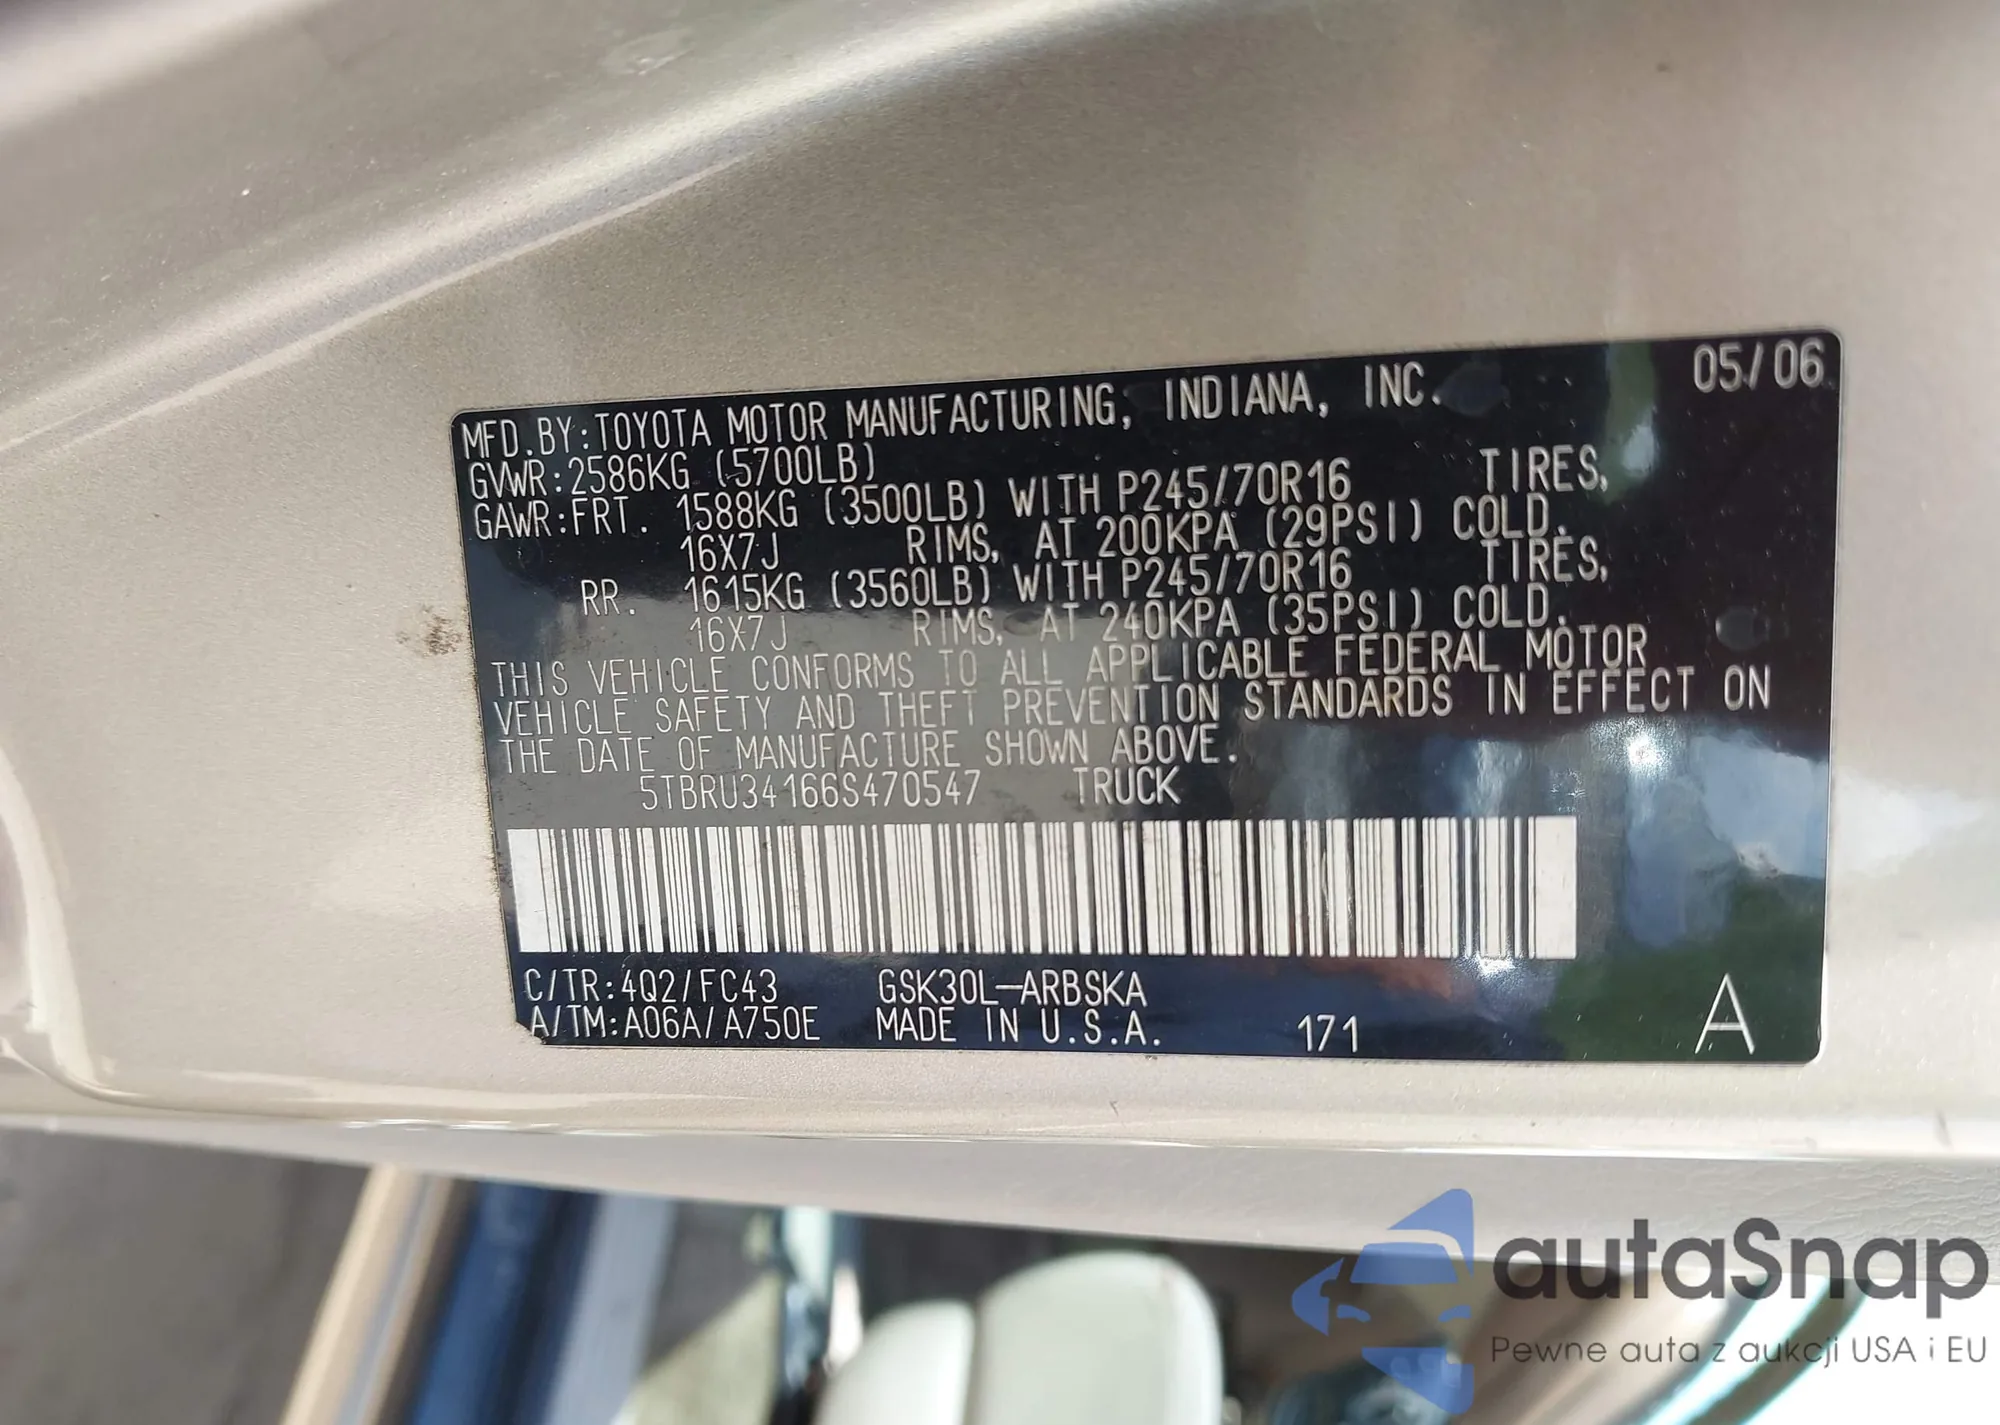 05/06
MFD.BY:TOYOTA MOTOR MANUFACTURING, INDIANA, INC.
GVWR:2586KG (5700LB)
GAWR:FRT. 1588KG (3500LB) WITH P245/70R16 TIRES,
16X7J RIMS, AT 200KPA (29PSI) COLD.
RR. 1615KG (3560LB) WITH P245/70R16 TIRES,
16X7J RIMS, AT 240KPA (35PSI) COLD.
THIS VEHICLE CONFORMS TO ALL APPLICABLE FEDERAL MOTOR
VEHICLE SAFETY AND THEFT PREVENTION STANDARDS IN EFFECT ON
THE DATE OF MANUFACTURE SHOWN ABOVE.
5TBRU34166S470547 TRUCK
C/TR:4Q2/FC43 GSK30L-ARBSKA
A/TM:A06A/A750E MADE IN U.S.A. 171 A
autaSnap
Pewne auta z aukcji USA i EU